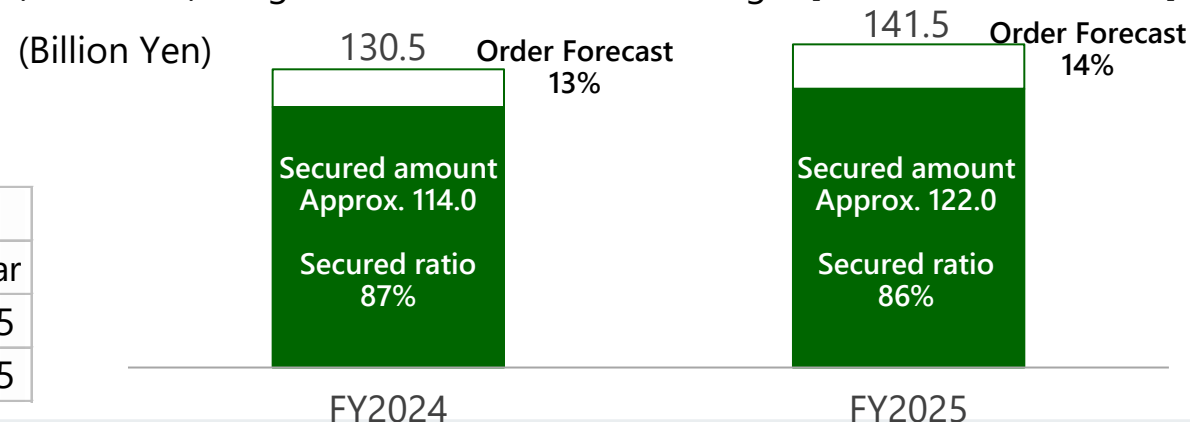 (Billion Yen)
130.5
Order Forecast
13%
141.5
Order Forecast
14%
Secured amount
Approx. 114.0
Secured ratio
87%
Secured amount
Approx. 122.0
Secured ratio
86%
ar
5
5
FY2024
FY2025